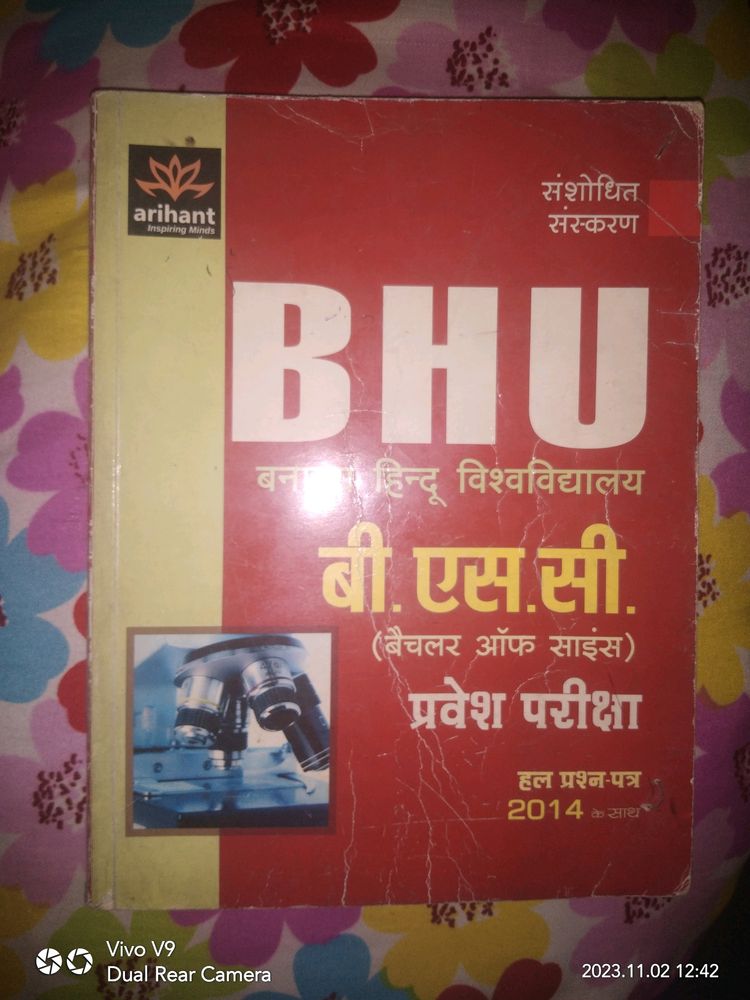 arihant
Inspiring Minds
संशोधित
संस्करण
BHU
हिन्दू विश्वविद्यालय
बी. एस.सी.
(बैचलर ऑफ साइंस)
प्रवेश परीक्षा
हल प्रश्न-पत्र
2014 के साथ
Vivo V9
Dual Rear Camera
2023.11.02 12:42